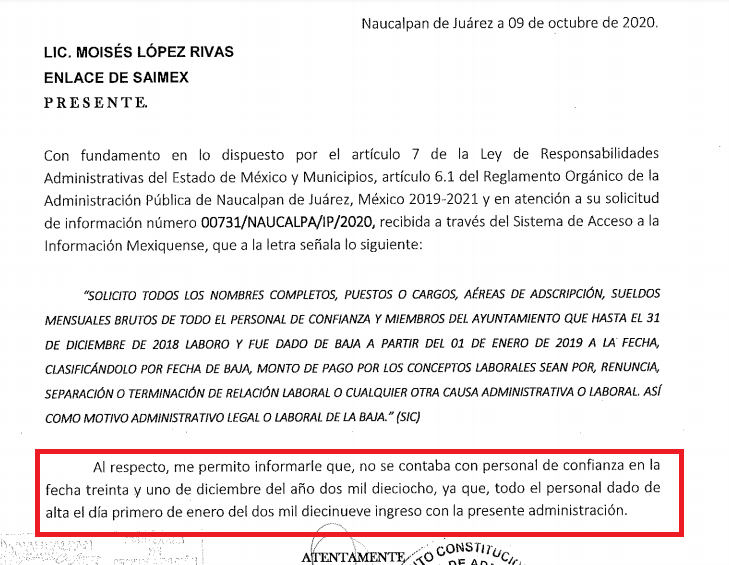 Naucalpan de Juárez a 09 de octubre de 2020.
LIC. MOISÉS LÓPEZ RIVAS
ENLACE DE SAIMEX
PRESENTE.
Con fundamento en lo dispuesto por el artículo 7 de la Ley de Responsabilidades
Administrativas del Estado de México y Municipios, artículo 6.1 del Reglamento Orgánico de la
Administración Pública de Naucalpan de Juárez, México 2019-2021 y en atención a su solicitud
de información número 00731/NAUCALPA/IP/2020, recibida a través del Sistema de Acceso a la
Información Mexiquense, que a la letra señala lo siguiente:
“SOLICITO TODOS LOS NOMBRES COMPLETOS, PUESTOS O CARGOS, AÉREAS DE ADSCRIPCIÓN, SUELDOS
MENSUALES BRUTOS DE TODO EL PERSONAL DE CONFIANZA Y MIEMBROS DEL AYUNTAMIENTO QUE HASTA EL 31
DE DICIEMBRE DE 2018 LABORO Y FUE DADO DE BAJA A PARTIR DEL 01 DE ENERO DE 2019 A LA FECHA,
CLASIFICÁNDOLO POR FECHA DE BAJA, MONTO DE PAGO POR LOS CONCEPTOS LABORALES SEAN POR, RENUNCIA,
SEPARACIÓN O TERMINACIÓN DE RELACIÓN LABORAL O CUALQUIER OTRA CAUSA ADMINISTRATIVA O LABORAL. ASÍ
COMO MOTIVO ADMINISTRATIVO LEGAL O LABORAL DE LA BAJA.” (SIC)
Al respecto, me permito informarle que, no se contaba con personal de confianza en la
fecha treinta y uno de diciembre del año dos mil dieciocho, ya que, todo el personal dado de
alta el día primero de enero del dos mil diecinueve ingreso con la presente administración.
ATENTAMENTE
CONSTITUC
DE AD